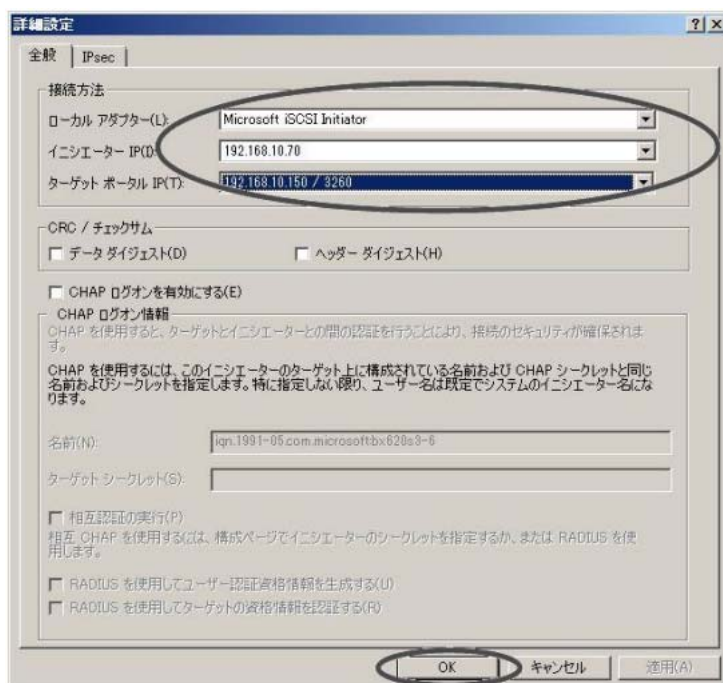 詳細設定
全般
IPsec
接続方法
ローカル アダプター(L):
Microsoft iSCSI Initiator
イニシエーター IP(I):
192.168.10.70
ターゲット ポータル IP(T):
192.168.10.150 / 3260
CRC / チェックサム
データ ダイジェスト(D)
ヘッダー ダイジェスト(H)
CHAP ログオンを有効にする(E)
CHAP ログオン情報
CHAP を使用すると、ターゲットとイニシエーターとの間の認証を行うことにより、接続のセキュリティが確保されま
す。
CHAP を使用するには、このイニシエーターのターゲット上に構成されている名前および CHAP シークレットと同じ
名前およびシークレットを指定します。特に指定しない限り、ユーザー名は既定でシステムのイニシエーター名にな
ります。
名前(N):
iqn.1991-05.com.microsoft:bx620s3-6
ターゲット シークレット(S):
相互認証の実行(P)
相互 CHAP を使用するには、構成ページでイニシエーターのシークレットを指定するか、または RADIUS を使
用します。
RADIUS を使用してユーザー認証資格情報を生成する(U)
RADIUS を使用してターゲットの資格情報を認証する(R)
OK
キャンセル
適用(A)